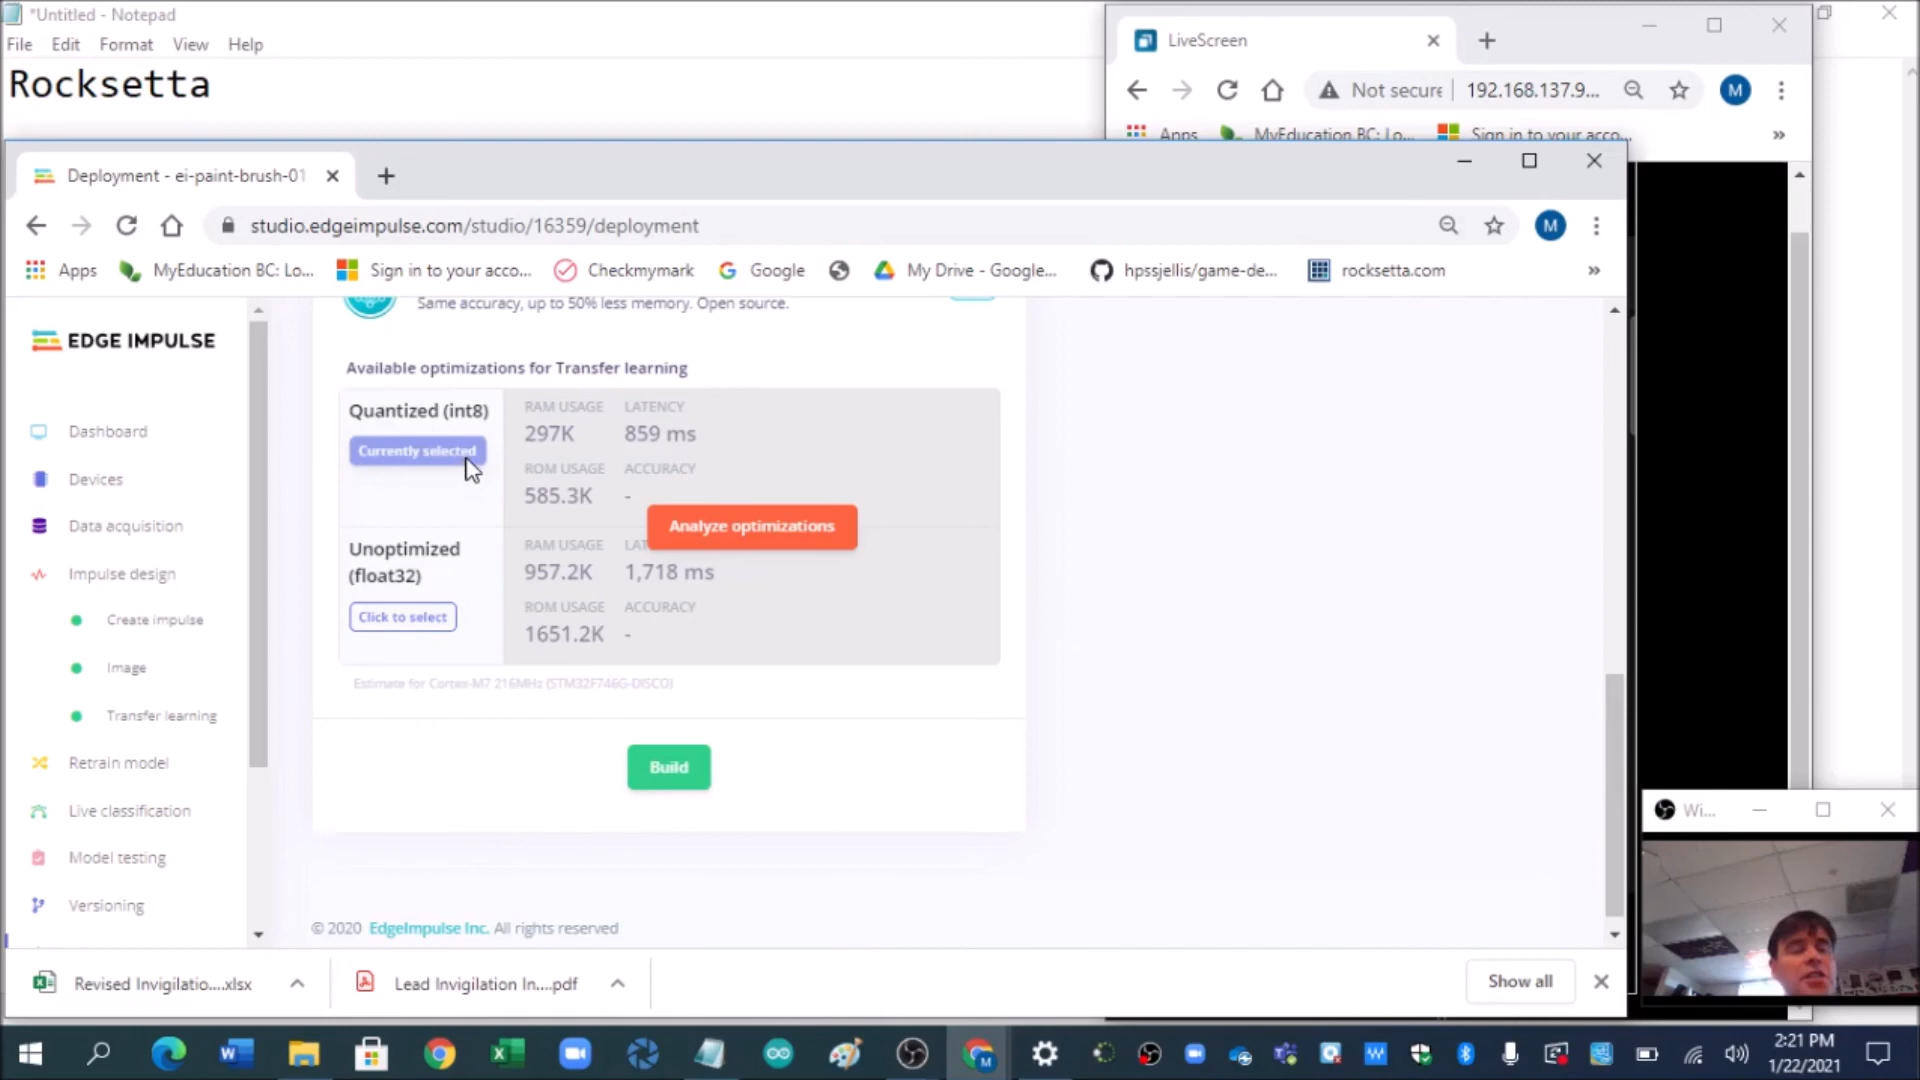 *Untitled - Notepad
File Edit Format View Help
Rocksetta
LiveScreen
Not secure 192.168.137.9...
Apps MyEducation BC: Lo... Sign in to your acco... »
Deployment - ei-paint-brush-01
studio.edgeimpulse.com/studio/16359/deployment
M
M
Apps MyEducation BC: Lo... Sign in to your acco... Checkmymark Google My Drive - Google... hpssjellis/game-de... rocksetta.com »
EDGE IMPULSE
Dashboard
Devices
Data acquisition
Impulse design
Create impulse
Image
Transfer learning
Retrain model
Live classification
Model testing
Versioning
Same accuracy, up to 50% less memory. Open source.
Available optimizations for Transfer learning
Quantized (int8)
Currently selected
RAM USAGE LATENCY
297K 859 ms
ROM USAGE ACCURACY
585.3K -
Analyze optimizations
Unoptimized
(float32)
Click to select
RAM USAGE LAT
957.2K 1,718 ms
ROM USAGE ACCURACY
1651.2K -
Estimate for Cortex-M7 216MHz (STM32F746G-DISCO)
Build
© 2020 EdgeImpulse Inc. All rights reserved
Wi...
Revised Invigilatio....xlsx
Lead Invigilation In....pdf
Show all
2:21 PM
1/22/2021